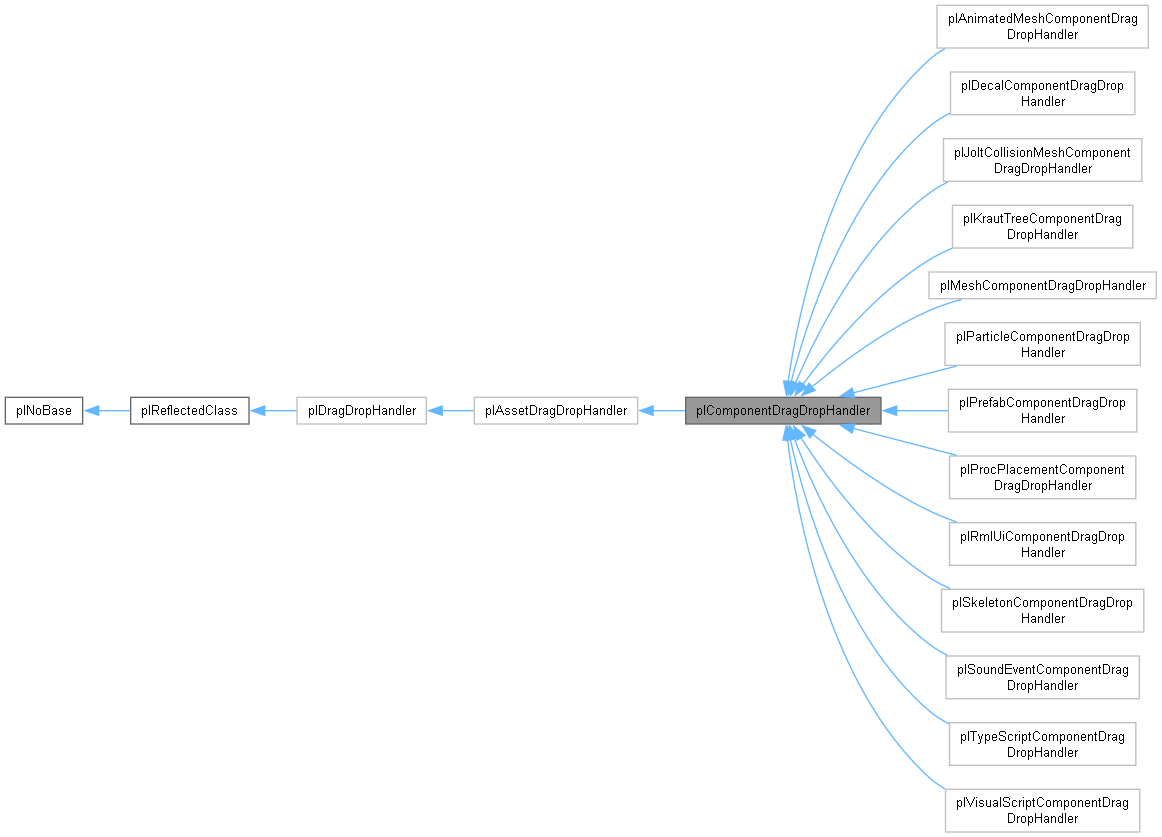 plAnimatedMeshComponentDrag
DropHandler
plDecalComponentDragDrop
Handler
plJoltCollisionMeshComponent
DragDropHandler
plKrautTreeComponentDrag
DropHandler
plMeshComponentDragDropHandler
plParticleComponentDragDrop
Handler
plNoBase
plReflectedClass
plDragDropHandler
plAssetDragDropHandler
plComponentDragDropHandler
plPrefabComponentDragDrop
Handler
plProcPlacementComponent
DragDropHandler
plRmlUiComponentDragDrop
Handler
plSkeletonComponentDragDrop
Handler
plSoundEventComponentDrag
DropHandler
plTypeScriptComponentDrag
DropHandler
plVisualScriptComponentDrag
DropHandler